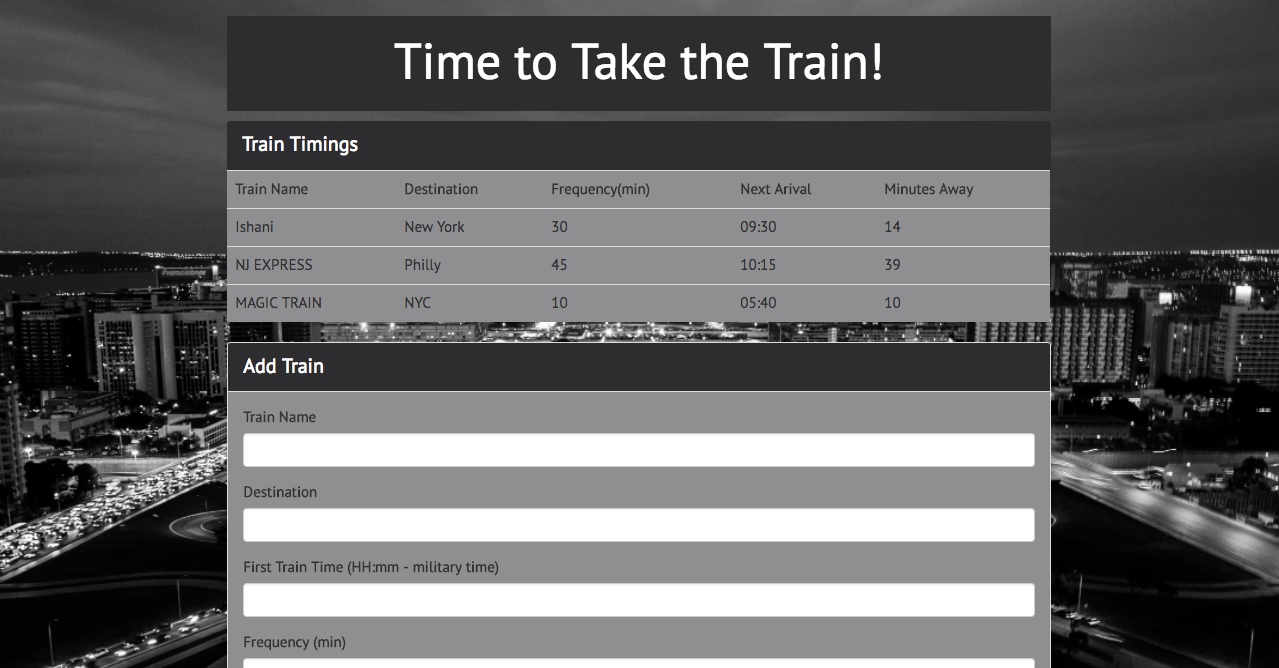 Time to Take the Train!
Train Timings
Train Name Destination Frequency(min) Next Arival Minutes Away
Ishani New York 30 09:30 14
NJ EXPRESS Philly 45 10:15 39
MAGIC TRAIN NYC 10 05:40 10
Add Train
Train Name
Destination
First Train Time (HH:mm - military time)
Frequency (min)